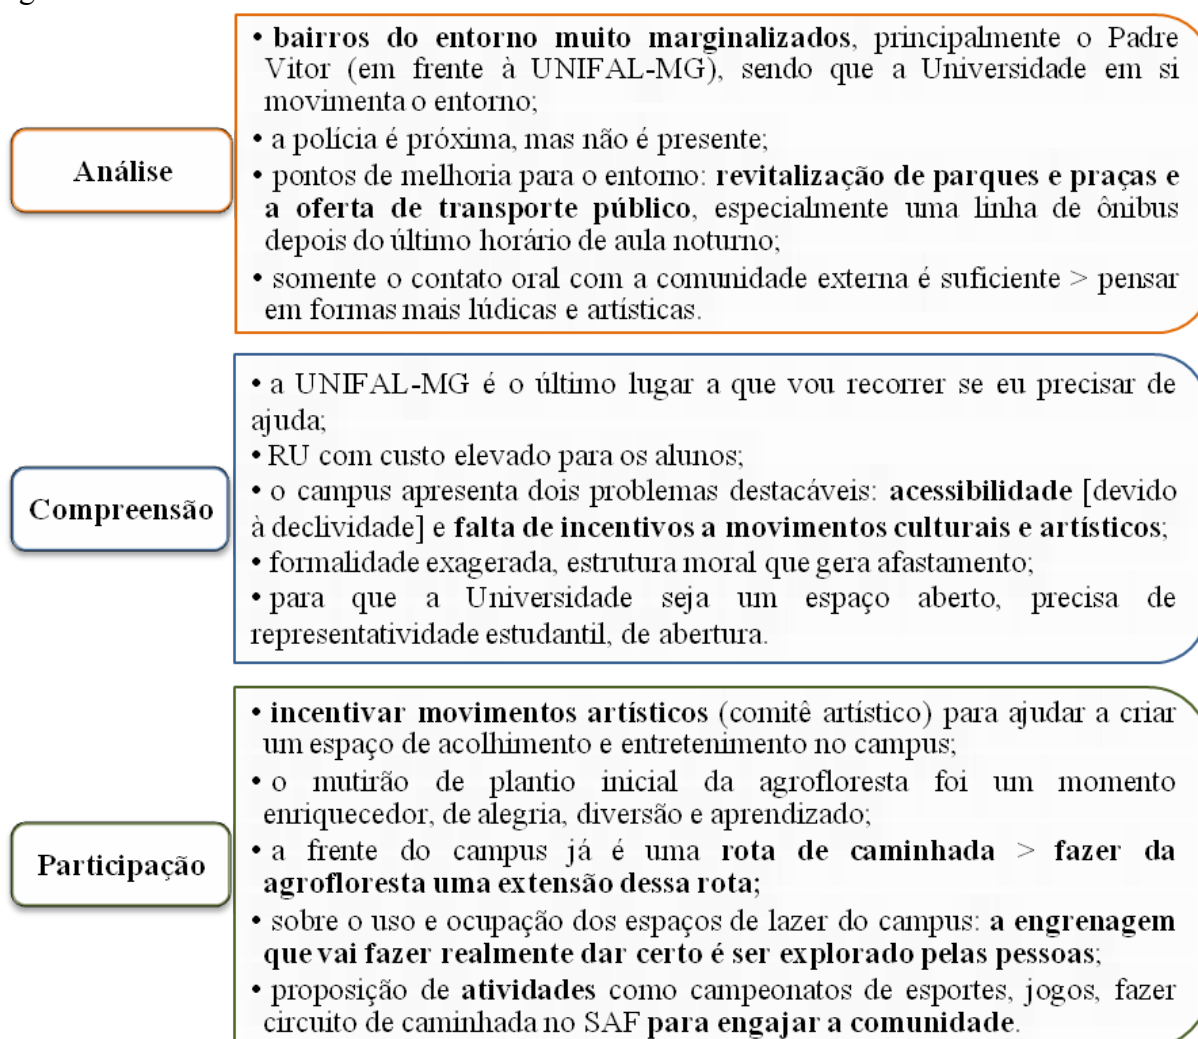 Análise
• bairros do entorno muito marginalizados, principalmente o Padre
Vitor (em frente à UNIFAL-MG), sendo que a Universidade em si
movimenta o entorno;
• a polícia é próxima, mas não é presente;
• pontos de melhoria para o entorno: revitalização de parques e praças e
a oferta de transporte público, especialmente uma linha de ônibus
depois do último horário de aula noturno;
• somente o contato oral com a comunidade externa é suficiente > pensar
em formas mais lúdicas e artísticas.
Compreensão
• a UNIFAL-MG é o último lugar a que vou recorrer se eu precisar de
ajuda;
• RU com custo elevado para os alunos;
• o campus apresenta dois problemas destacáveis: acessibilidade [devido
à declividade] e falta de incentivos a movimentos culturais e artísticos;
• formalidade exagerada, estrutura moral que gera afastamento;
• para que a Universidade seja um espaço aberto, precisa de
representatividade estudantil, de abertura.
Participação
• incentivar movimentos artísticos (comitê artístico) para ajudar a criar
um espaço de acolhimento e entretenimento no campus;
• o mutirão de plantio inicial da agrofloresta foi um momento
enriquecedor, de alegria, diversão e aprendizado;
• a frente do campus já é uma rota de caminhada > fazer da
agrofloresta uma extensão dessa rota;
• sobre o uso e ocupação dos espaços de lazer do campus: a engrenagem
que vai fazer realmente dar certo é ser explorado pelas pessoas;
• proposição de atividades como campeonatos de esportes, jogos, fazer
circuito de caminhada no SAF para engajar a comunidade.